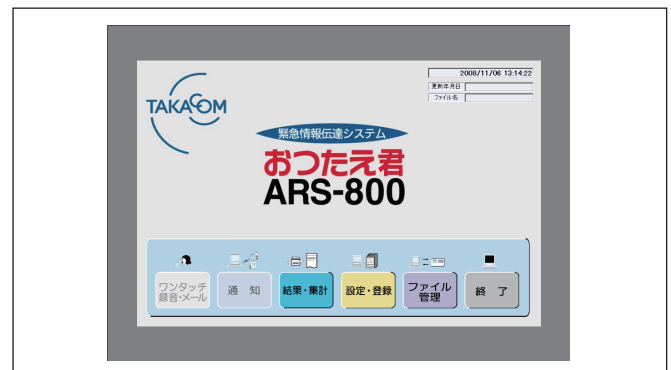 2008/11/06 13:14:22
更新年月日
ファイル名
TAKACOM
緊急情報伝達システム
おつたえ君
ARS-800
ワンタッチ
録音・メール
通 知
結果・集計
設定・登録
ファイル
管理
終 了